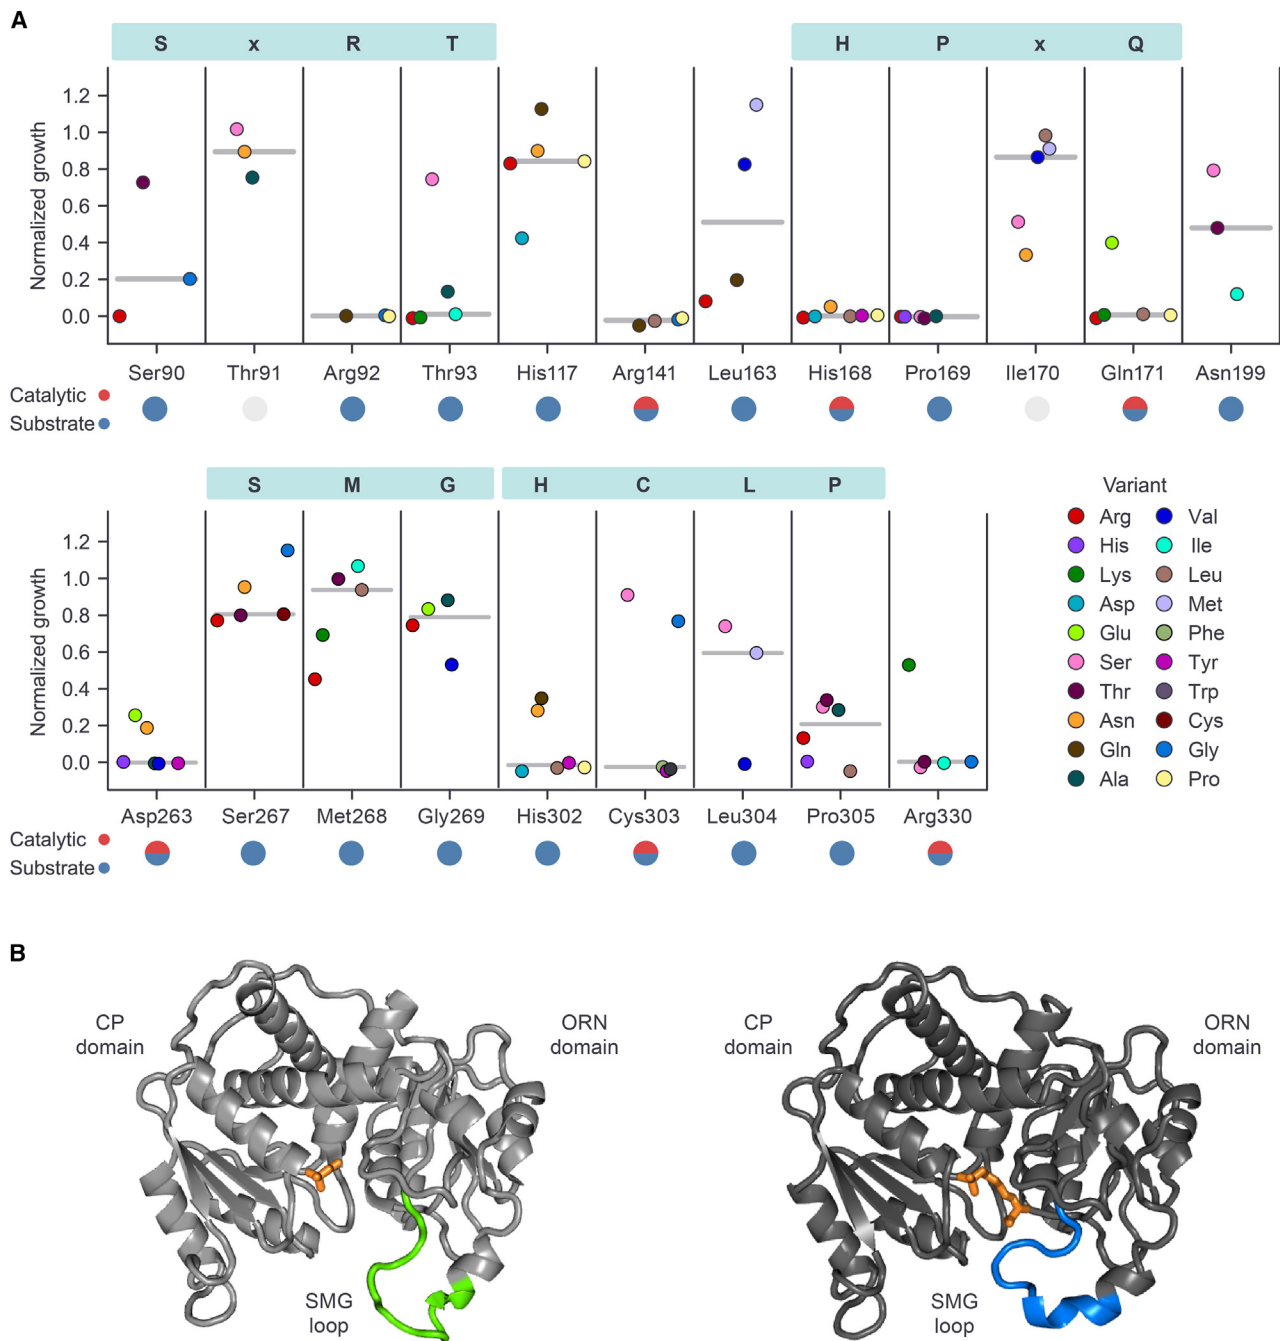 A
S x R T H P x Q
Normalized growth
1.2
1.0
0.8
0.6
0.4
0.2
0.0
Ser90 Thr91 Arg92 Thr93 His117 Arg141 Leu163 His168 Pro169 Ile170 Gln171 Asn199
Catalytic
Substrate
S M G H C L P
Normalized growth
1.2
1.0
0.8
0.6
0.4
0.2
0.0
Asp263 Ser267 Met268 Gly269 His302 Cys303 Leu304 Pro305 Arg330
Catalytic
Substrate
Variant
Arg Val
His Ile
Lys Leu
Asp Met
Glu Phe
Ser Tyr
Thr Trp
Asn Cys
Gln Gly
Ala Pro
B
CP
domain
ORN
domain
SMG
loop
CP
domain
ORN
domain
SMG
loop